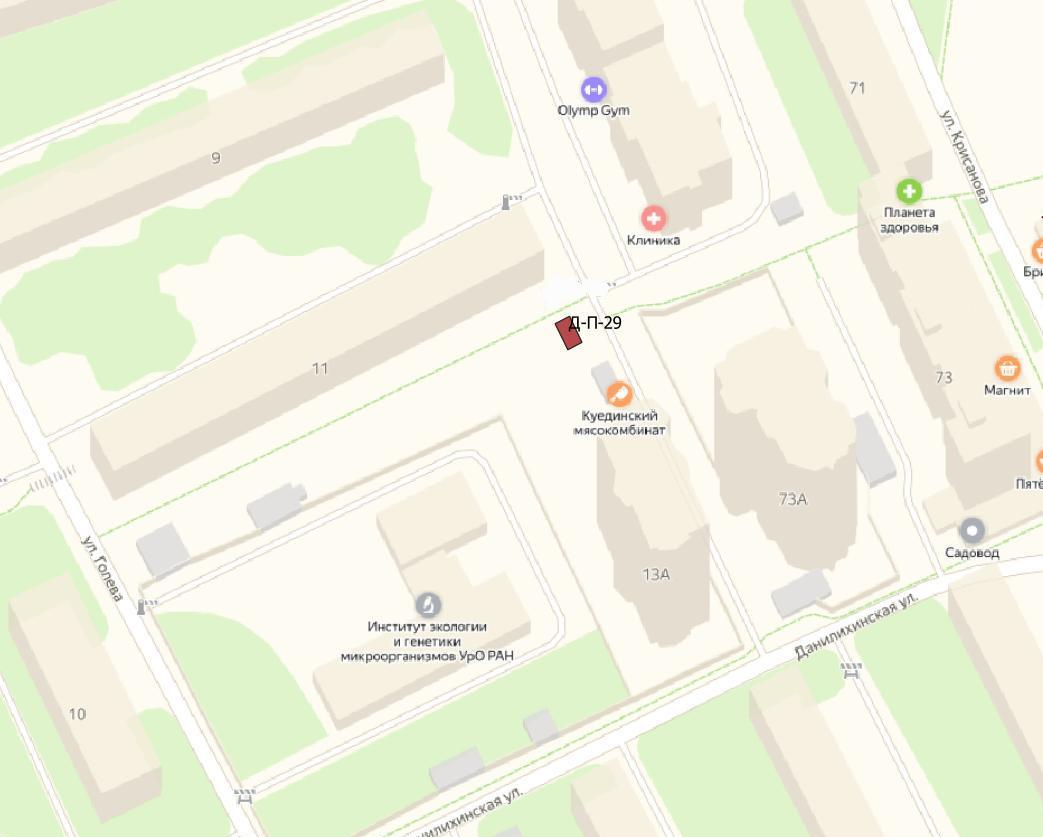 71
Olymp Gym
ул. Крисанова
9
Планета
здоровья
Клиника
Д-П-29
11
73
Магнит
Куединский
мясокомбинат
73А
ул. Голева
Садовод
13А
Данилихинская ул.
Институт экологии
и генетики
микроорганизмов УрО РАН
10